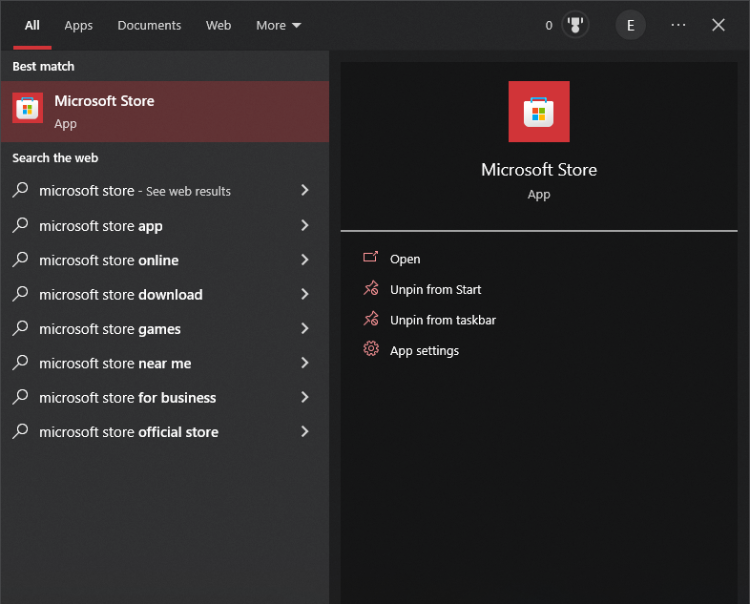 All Apps Documents Web More 0 E
Best match
Microsoft Store
App
Search the web
microsoft store - See web results
microsoft store app
microsoft store online
microsoft store download
microsoft store games
microsoft store near me
microsoft store for business
microsoft store official store
Microsoft Store
App
Open
Unpin from Start
Unpin from taskbar
App settings